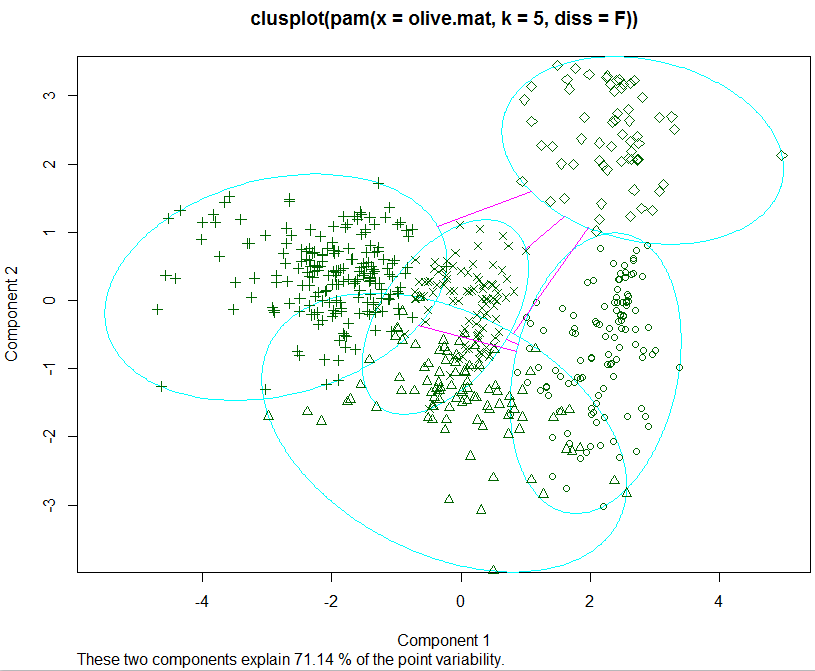 clusplot(pam(x = olive.mat, k = 5, diss = F))
Component 2
3
2
1
0
-1
-2
-3
-4 -2 0 2 4
Component 1
These two components explain 71.14 % of the point variability.